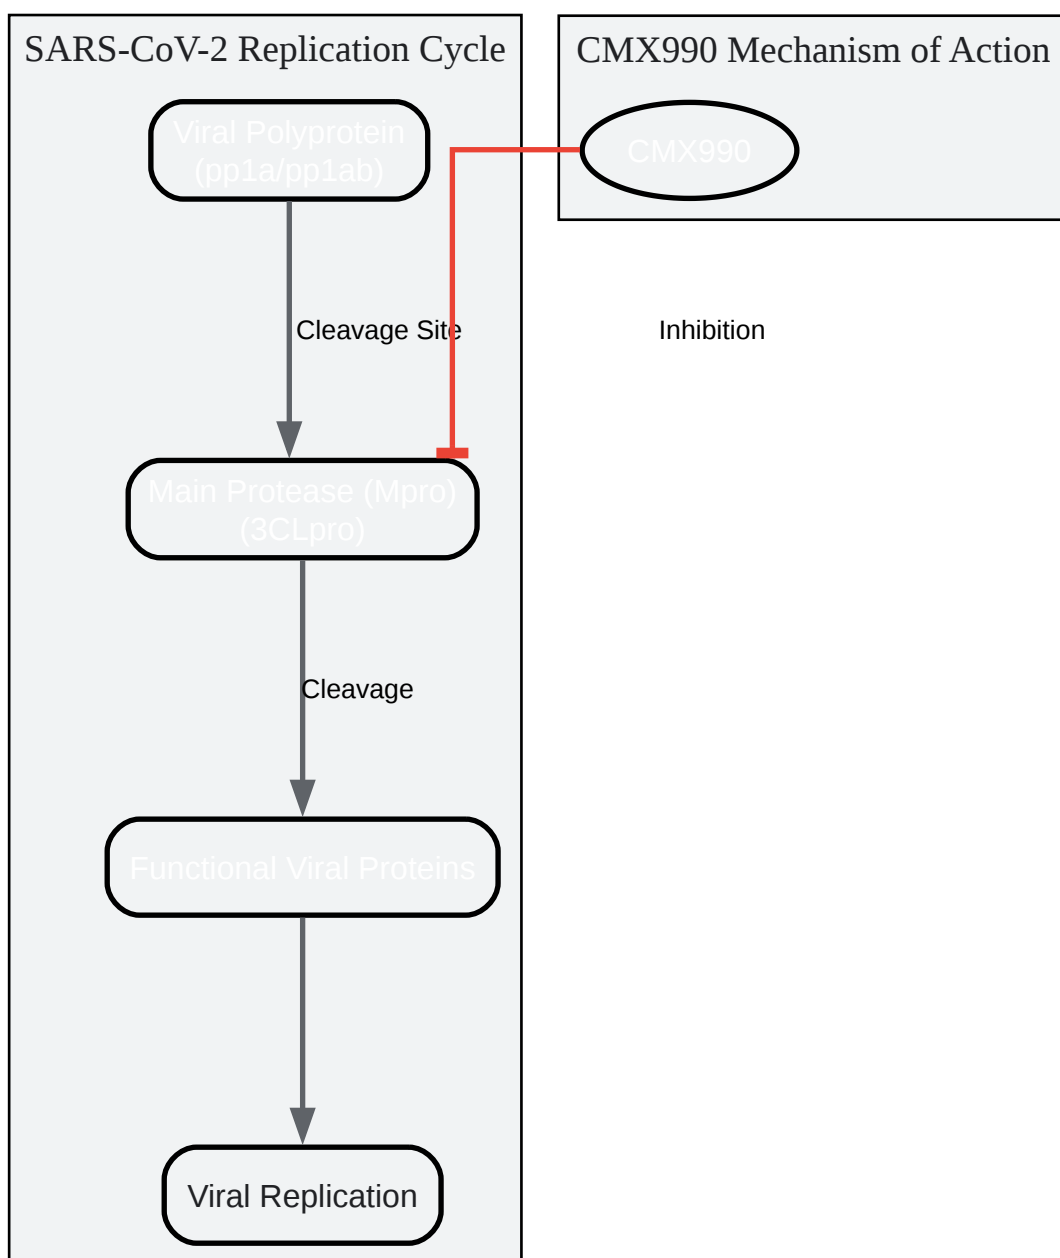 SARS-CoV-2 Replication Cycle
CMX990 Mechanism of Action
Viral Polyprotein
(pp1a/pp1ab)
CMX990
Cleavage Site
Inhibition
Main Protease (Mpro)
(3CLpro)
Cleavage
Functional Viral Proteins
Viral Replication